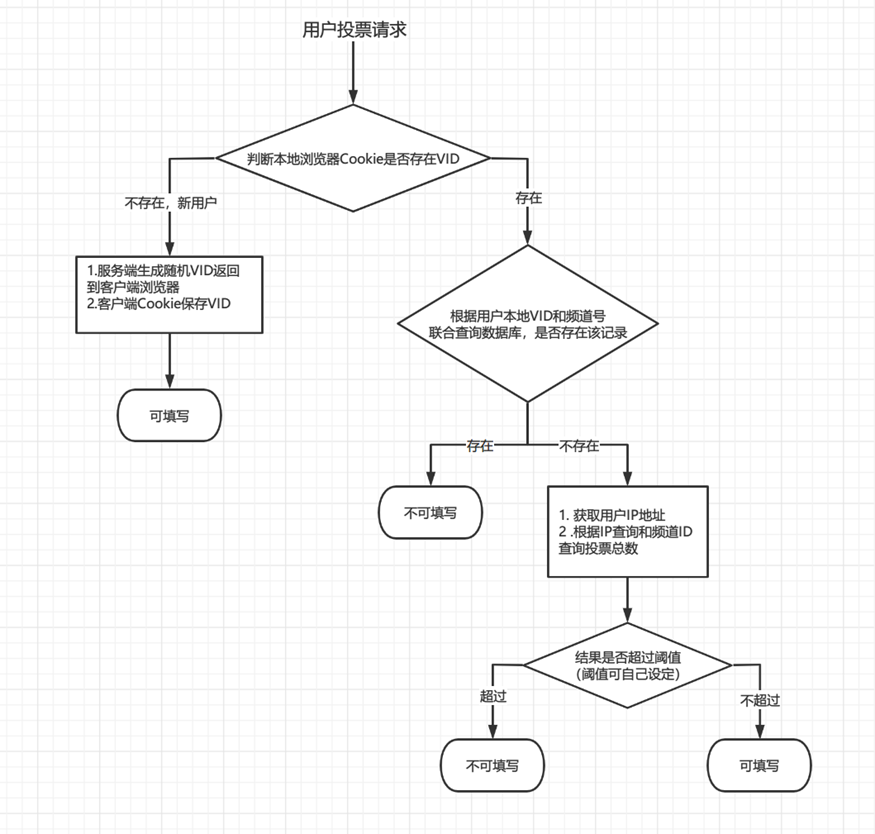 用户投票请求
判断本地浏览器Cookie是否存在VID
不存在，新用户
存在
1.服务端生成随机VID返回
到客户端浏览器
2.客户端Cookie保存VID
根据用户本地VID和频道号
联合查询数据库，是否存在该记录
可填写
存在
不存在
不可填写
1. 获取用户IP地址
2 .根据IP查询和频道ID
查询投票总数
结果是否超过阈值
（阈值可自己设定）
超过
不超过
不可填写
可填写